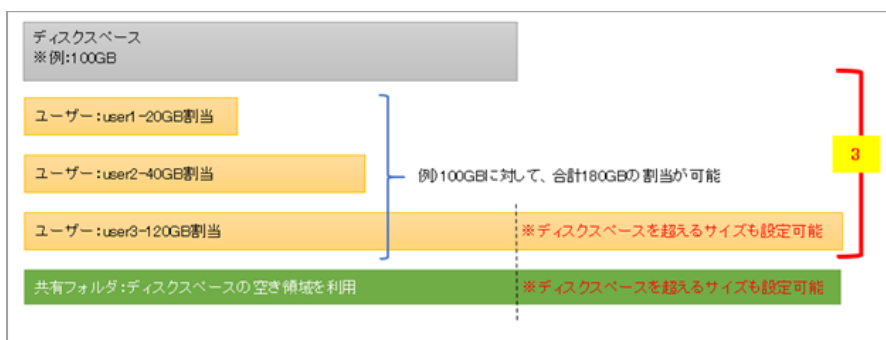 ディスクスペース
※例:100GB
ユーザー:user1-20GB割当
ユーザー:user2-40GB割当
例)100GBに対して、合計180GBの割当が可能
3
ユーザー:user3-120GB割当
※ディスクスペースを超えるサイズも設定可能
共有フォルダ:ディスクスペースの空き領域を利用
※ディスクスペースを超えるサイズも設定可能